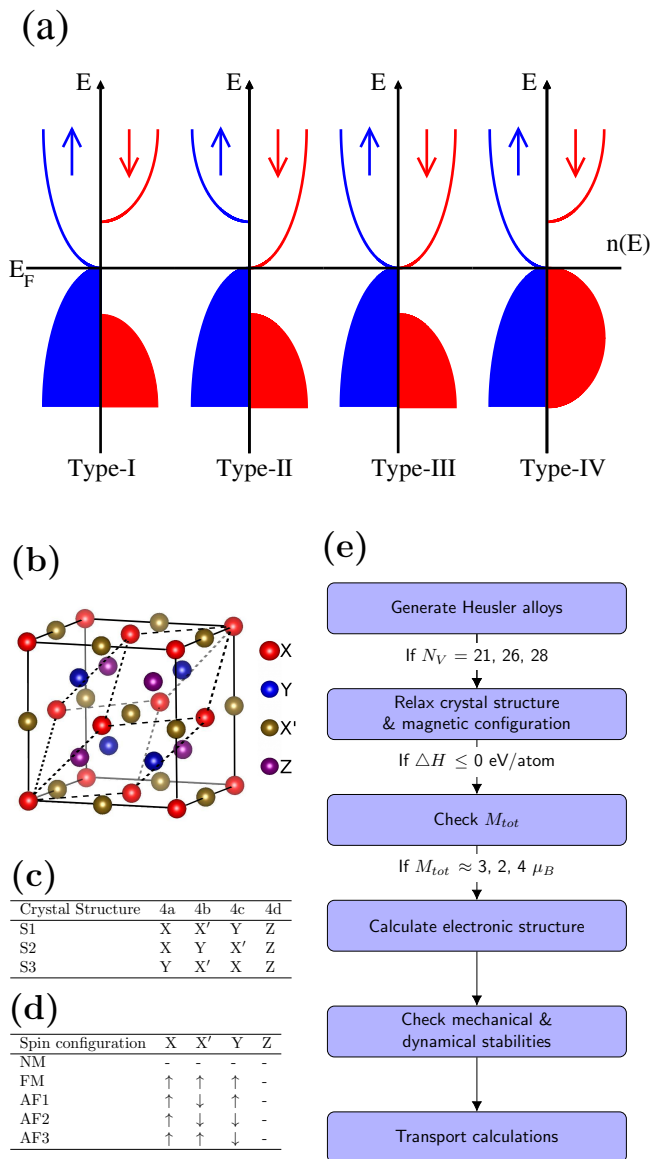 (a)
E E E E
↑ ↓ ↑ ↓ ↑ ↓ ↑ ↓
n(E)
E_F
Type-I Type-II Type-III Type-IV
(b)
X
Y
X'
Z
(c)
Crystal Structure 4a 4b 4c 4d
S1 X X′ Y Z
S2 X Y X′ Z
S3 Y X′ X Z
(d)
Spin configuration X X′ Y Z
NM - - - -
FM ↑ ↑ ↑ -
AF1 ↑ ↓ ↑ -
AF2 ↑ ↓ ↓ -
AF3 ↑ ↑ ↓ -
(e)
Generate Heusler alloys
If N_V = 21, 26, 28
Relax crystal structure
& magnetic configuration
If △H ≤ 0 eV/atom
Check M_tot
If M_tot ≈ 3, 2, 4 μ_B
Calculate electronic structure
Check mechanical &
dynamical stabilities
Transport calculations